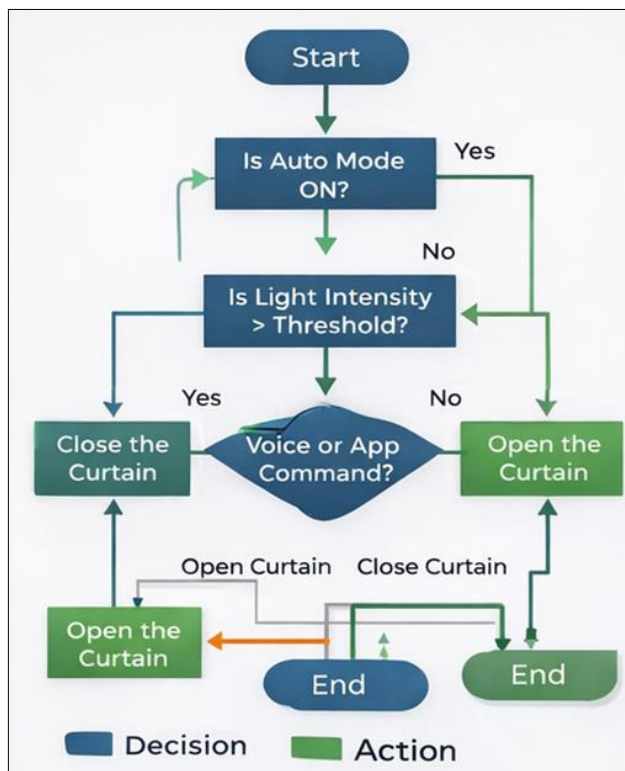 Start
Is Auto Mode
ON?
Yes
No
Is Light Intensity
> Threshold?
Yes
No
Close the
Curtain
Voice or App
Command?
Open the
Curtain
Open Curtain
Close Curtain
Open the
Curtain
End
End
Decision
Action